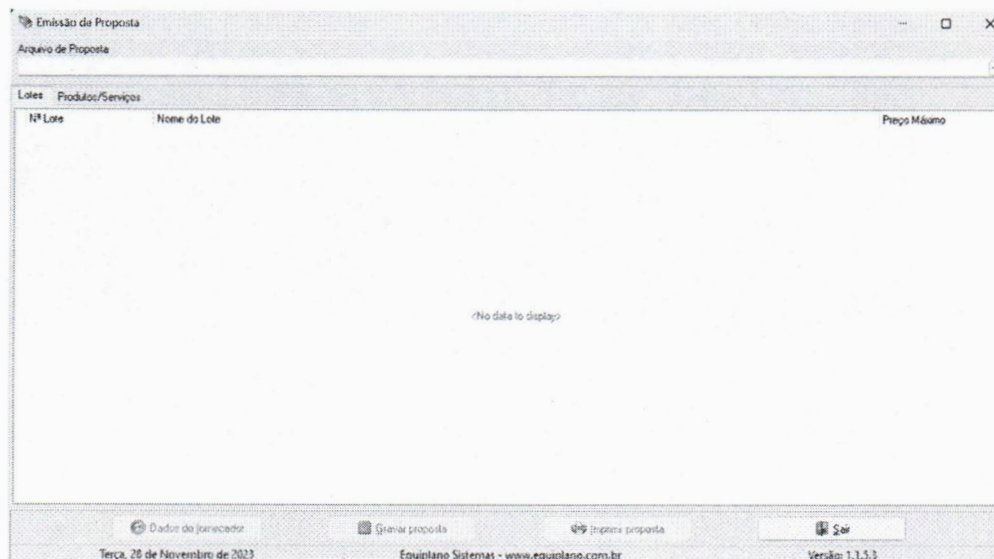 Emissão de Proposta
Arquivo de Proposta
Lotes Produtos/Serviços
Nº Lote Nome do Lote Preço Máximo
<No data to display>
Dados do fornecedor Gravar proposta Imprimir proposta Sair
Terça, 28 de Novembro de 2023 Equiplano Sistemas - www.equiplano.com.br Versão: 1.1.5.3